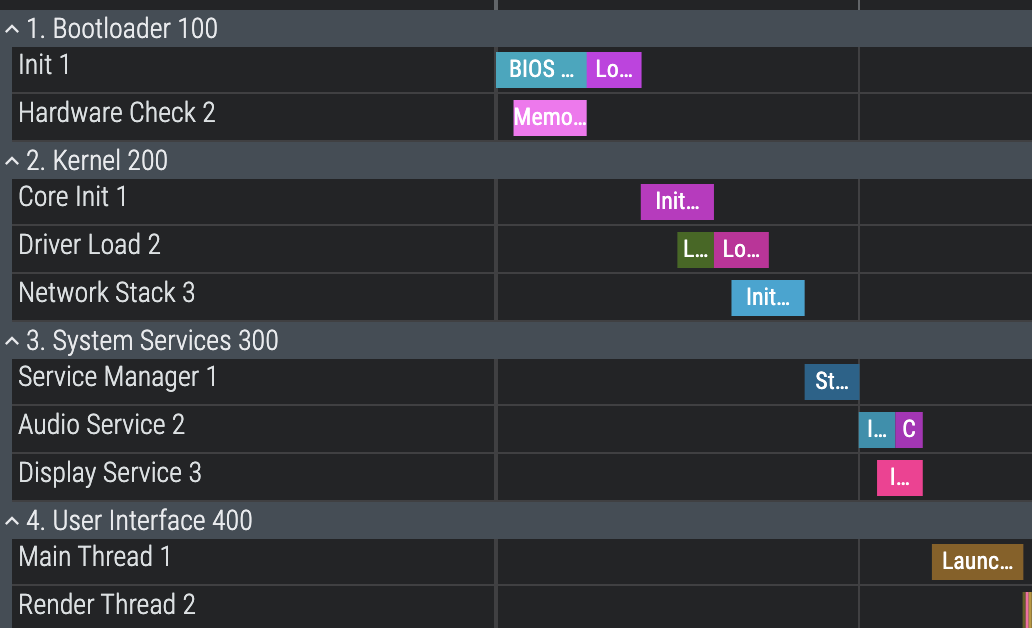 1. Bootloader 100
Init 1
BIOS ... Lo...
Hardware Check 2
Memo...
2. Kernel 200
Core Init 1
Init...
Driver Load 2
L... Lo...
Network Stack 3
Init...
3. System Services 300
Service Manager 1
St...
Audio Service 2
I... C
Display Service 3
I...
4. User Interface 400
Main Thread 1
Launc...
Render Thread 2